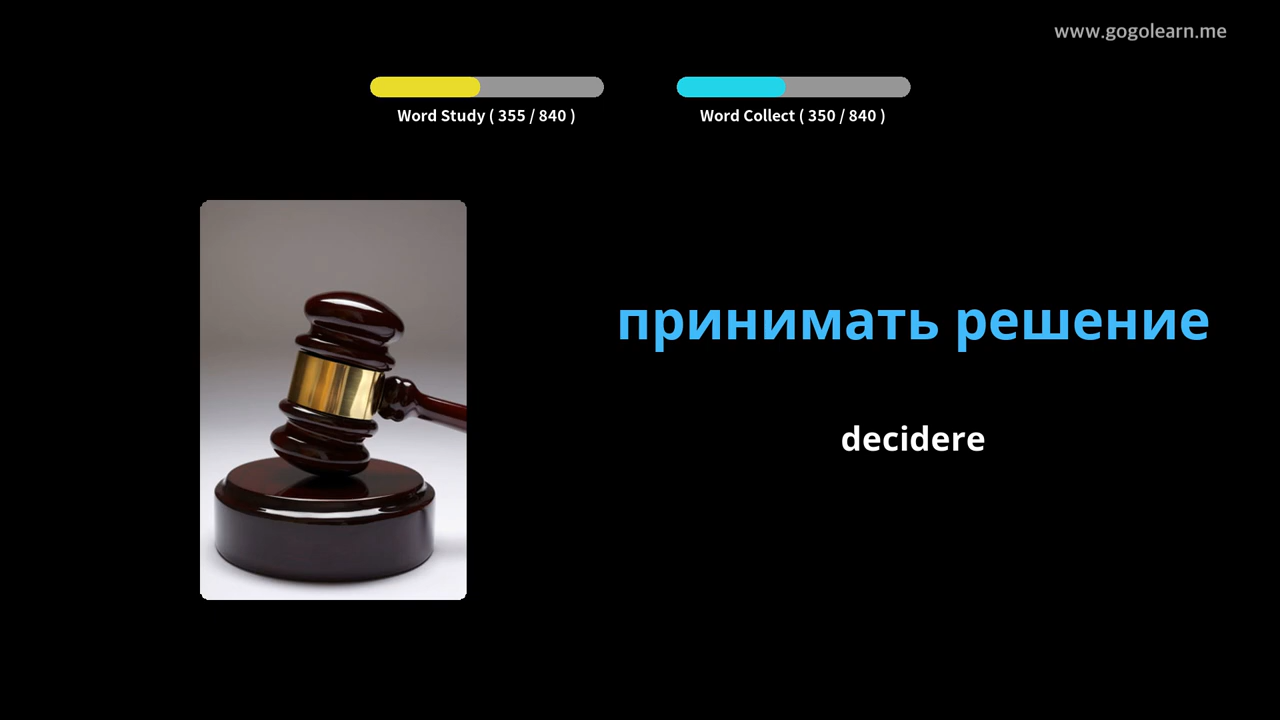 www.gogolearn.me
Word Study ( 355 / 840 )
Word Collect ( 350 / 840 )
принимать решение
decidere